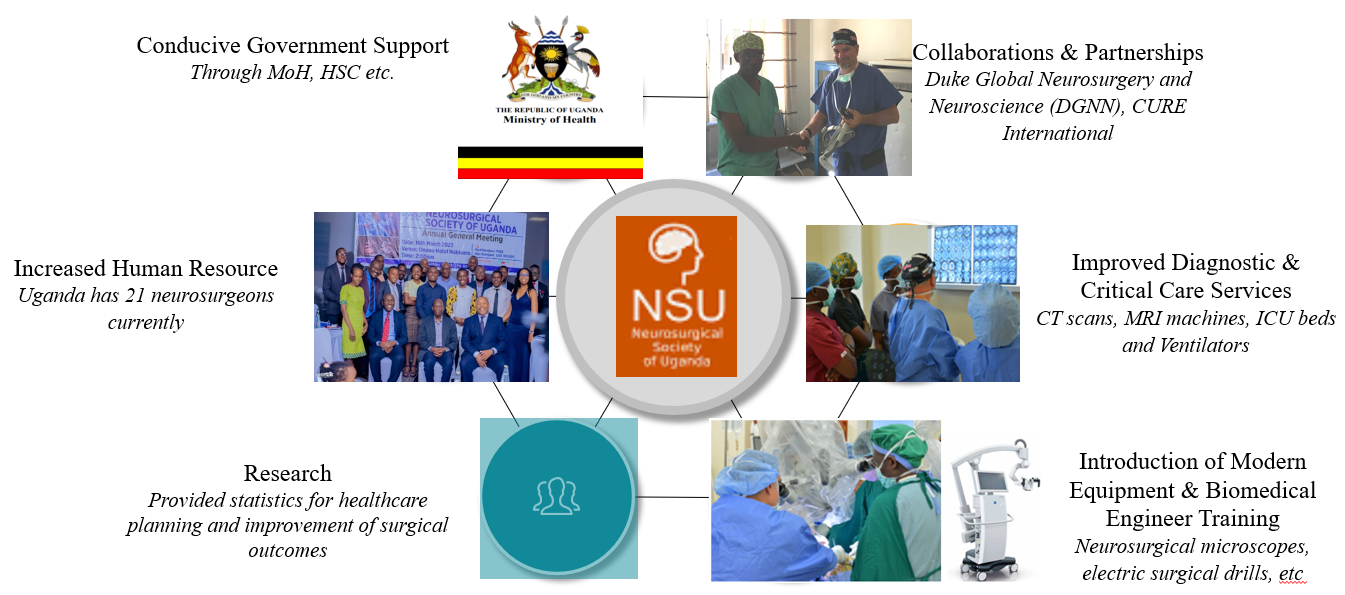 Conducive Government Support
Through MoH, HSC etc.
THE REPUBLIC OF UGANDA
Ministry of Health
Collaborations & Partnerships
Duke Global Neurosurgery and
Neuroscience (DGNN), CURE
International
Increased Human Resource
Uganda has 21 neurosurgeons
currently
NEUROSURGICAL
SOCIETY OF UGANDA
Annual General Meeting
NSU
Neurosurgical
Society
of Uganda
Improved Diagnostic &
Critical Care Services
CT scans, MRI machines, ICU beds
and Ventilators
Research
Provided statistics for healthcare
planning and improvement of surgical
outcomes
Introduction of Modern
Equipment & Biomedical
Engineer Training
Neurosurgical microscopes,
electric surgical drills, etc